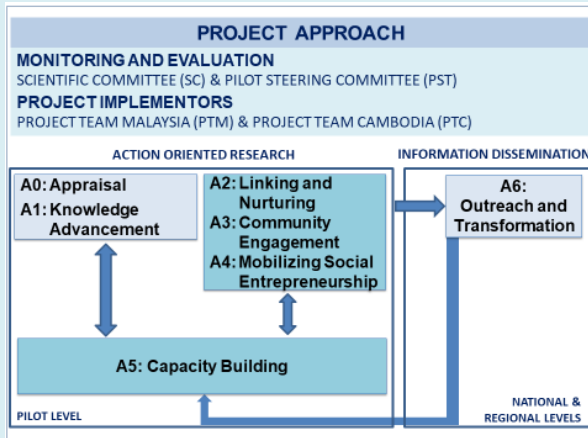 PROJECT APPROACH
MONITORING AND EVALUATION
SCIENTIFIC COMMITTEE (SC) & PILOT STEERING COMMITTEE (PST)
PROJECT IMPLEMENTORS
PROJECT TEAM MALAYSIA (PTM) & PROJECT TEAM CAMBODIA (PTC)
ACTION ORIENTED RESEARCH
INFORMATION DISSEMINATION
A0: Appraisal
A1: Knowledge
Advancement
A2: Linking and
Nurturing
A3: Community
Engagement
A4: Mobilizing Social
Entrepreneurship
A6:
Outreach and
Transformation
A5: Capacity Building
PILOT LEVEL
NATIONAL &
REGIONAL LEVELS